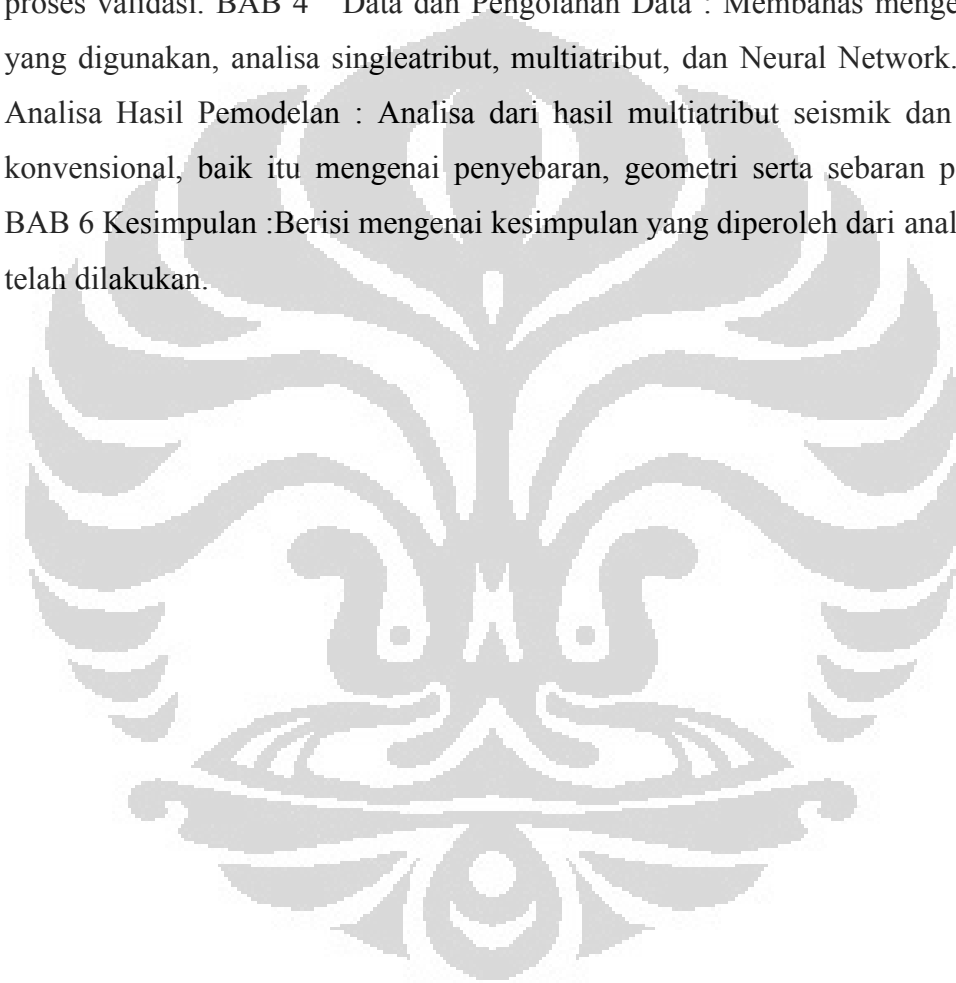 proses validasi. BAB 4 Data dan Pengolahan Data : Membahas
yang digunakan, analisa singleatribut, multiatribut, dan Neural Network.
Analisa Hasil Pemodelan : Analisa dari hasil multiatribut seismik dan
konvensional, baik itu mengenai penyebaran, geometri serta sebaran p
BAB 6 Kesimpulan :Berisi mengenai kesimpulan yang diperoleh dari anal
telah dilakukan.